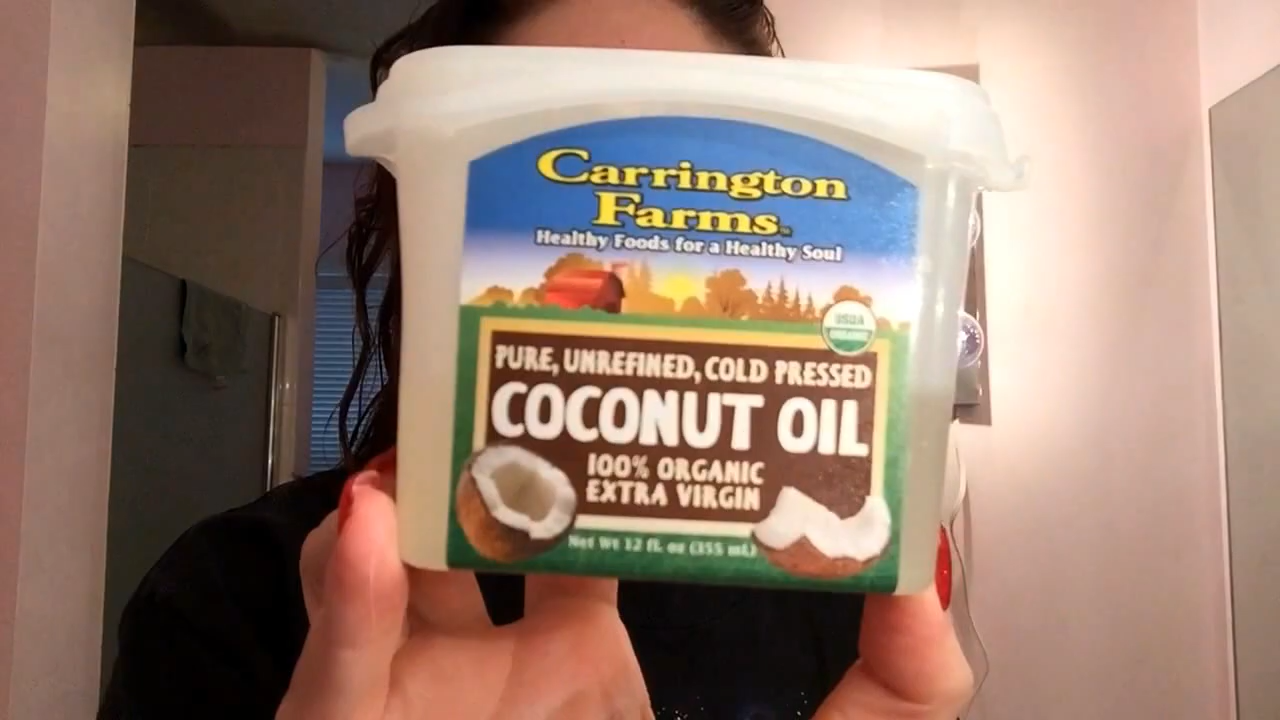 Carrington
Farms™
Healthy Foods for a Healthy Soul
USDA
ORGANIC
PURE, UNREFINED, COLD PRESSED
COCONUT OIL
100% ORGANIC
EXTRA VIRGIN
Net Wt 12 fl. oz (355 mL)